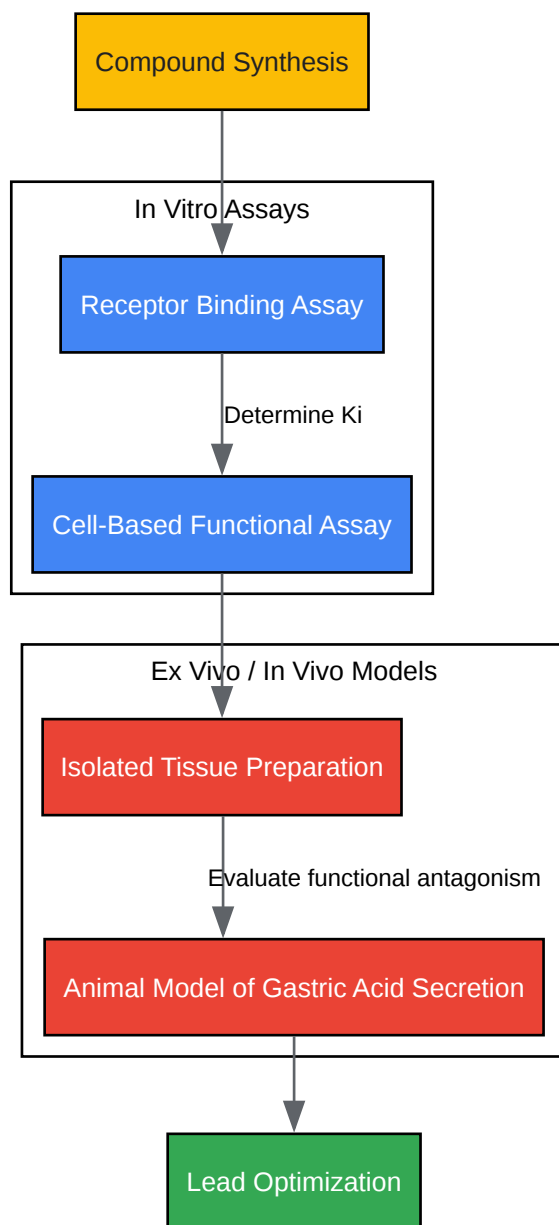 Compound Synthesis
In Vitro Assays
Receptor Binding Assay
Determine Ki
Cell-Based Functional Assay
Ex Vivo / In Vivo Models
Isolated Tissue Preparation
Evaluate functional antagonism
Animal Model of Gastric Acid Secretion
Lead Optimization